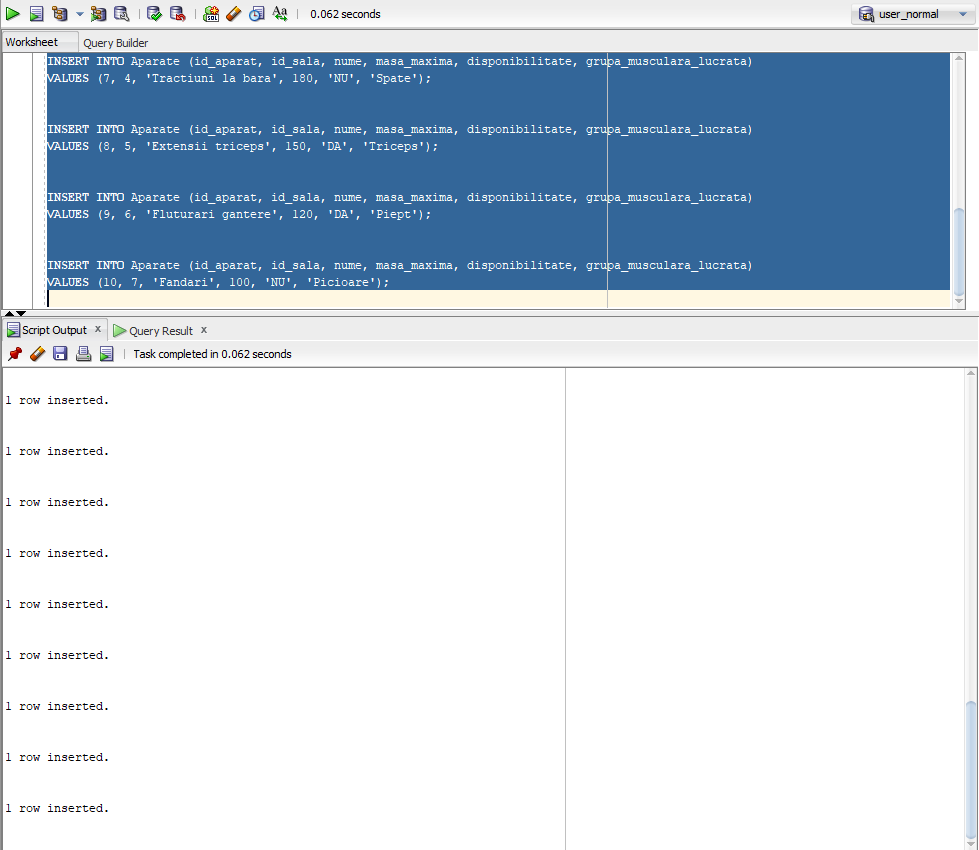 0.062 seconds
user_normal
Worksheet
Query Builder
INSERT INTO Aparate (id_aparat, id_sala, nume, masa_maxima, disponibilitate, grupa_musculara_lucrata)
VALUES (7, 4, 'Tractiuni la bara', 180, 'NU', 'Spate');
INSERT INTO Aparate (id_aparat, id_sala, nume, masa_maxima, disponibilitate, grupa_musculara_lucrata)
VALUES (8, 5, 'Extensii triceps', 150, 'DA', 'Triceps');
INSERT INTO Aparate (id_aparat, id_sala, nume, masa_maxima, disponibilitate, grupa_musculara_lucrata)
VALUES (9, 6, 'Fluturari gantere', 120, 'DA', 'Piept');
INSERT INTO Aparate (id_aparat, id_sala, nume, masa_maxima, disponibilitate, grupa_musculara_lucrata)
VALUES (10, 7, 'Fandari', 100, 'NU', 'Picioare');
Script Output x
Query Result x
Task completed in 0.062 seconds
1 row inserted.
1 row inserted.
1 row inserted.
1 row inserted.
1 row inserted.
1 row inserted.
1 row inserted.
1 row inserted.
1 row inserted.